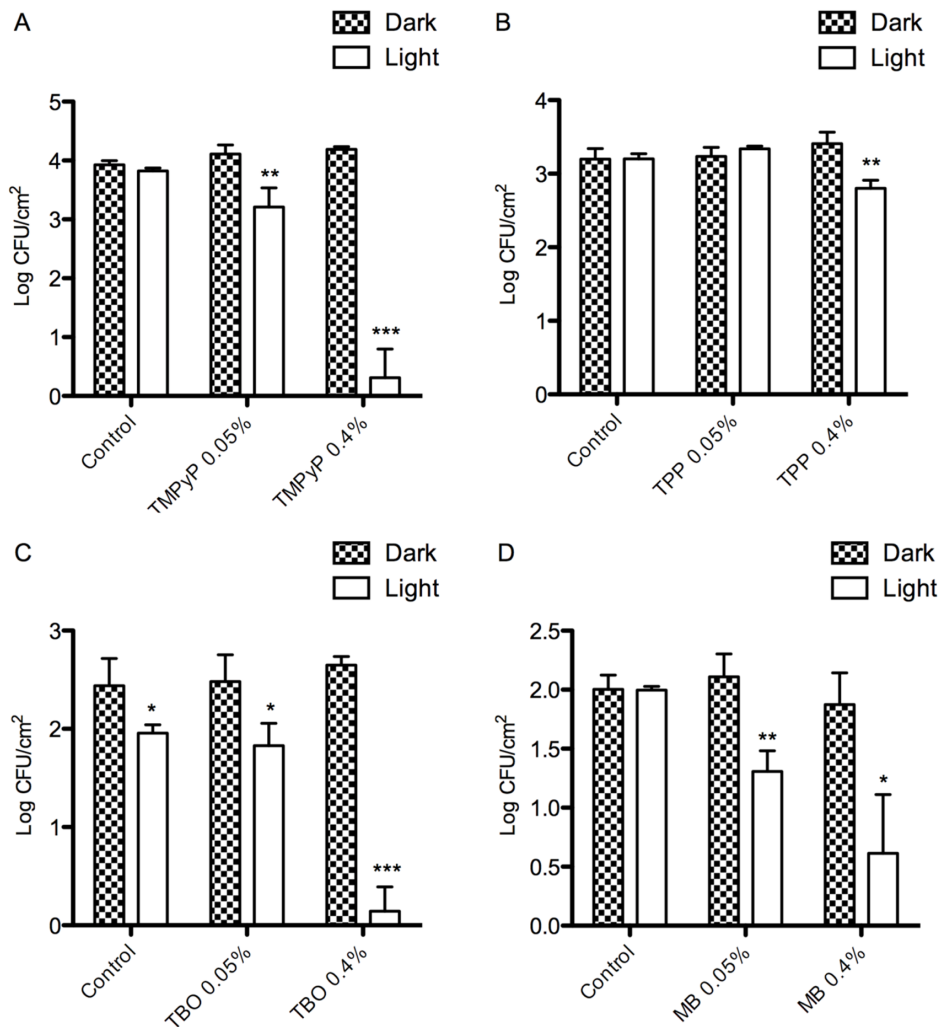 A
Dark
Light
Log CFU/cm²
5
4
3
2
1
0
**
***
Control
TMPyP 0.05%
TMPyP 0.4%
B
Dark
Light
Log CFU/cm²
4
3
2
1
0
**
Control
TPP 0.05%
TPP 0.4%
C
Dark
Light
Log CFU/cm²
3
2
1
0
*
*
***
Control
TBO 0.05%
TBO 0.4%
D
Dark
Light
Log CFU/cm²
2.5
2.0
1.5
1.0
0.5
0.0
**
*
Control
MB 0.05%
MB 0.4%